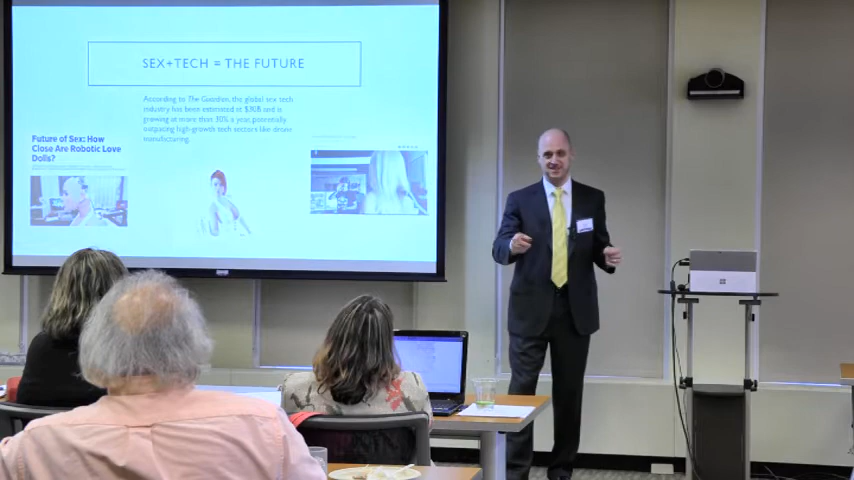 SEX+TECH = THE FUTURE
According to The Guardian, the global sex tech
industry has been estimated at $30B and is
growing at more than 30% a year, potentially
outpacing high-growth tech sectors like drone
manufacturing.
Future of Sex: How
Close Are Robotic Love
Dolls?